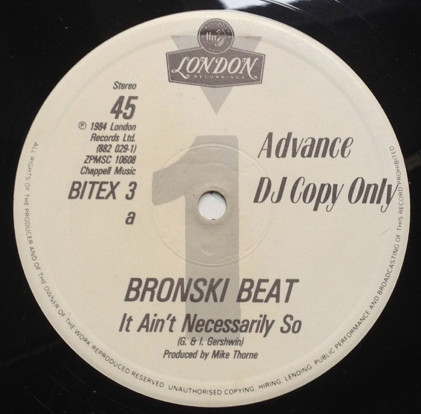 LONDON
RECORDINGS
Stereo
45
℗ 1984 London
Records Ltd.
(882 029-1)
ZPMSC 10608
Chappell Music
BITEX 3
a
1
Advance
DJ Copy Only
BRONSKI BEAT
It Ain't Necessarily So
(G. & I. Gershwin)
Produced by Mike Thorne
ALL RIGHTS OF THE PRODUCER AND OF THE OWNER OF THE WORK REPRODUCED RESERVED. UNAUTHORISED COPYING, HIRING, LENDING, PUBLIC PERFORMANCE AND BROADCASTING OF THIS RECORD PROHIBITED